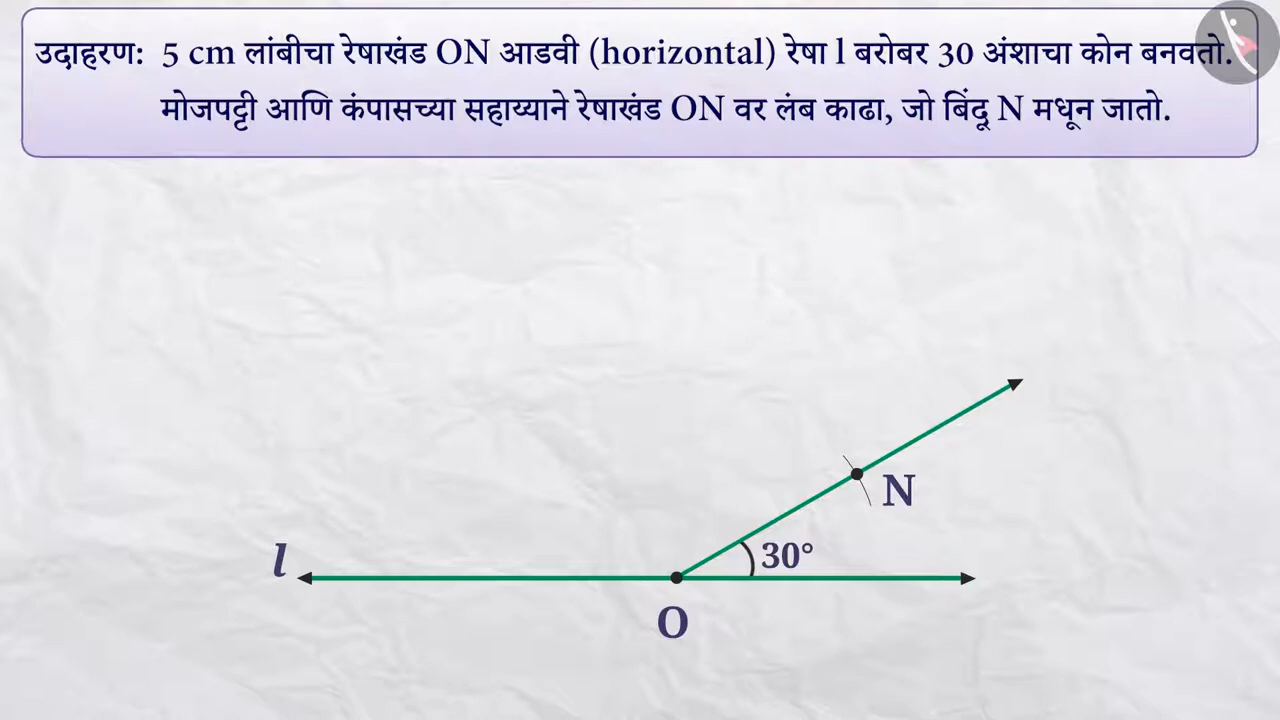 उदाहरण: 5 cm लांबीचा रेषाखंड ON आडवी (horizontal) रेषा l बरोबर 30 अंशाचा कोन बनवतो.
मोजपट्टी आणि कंपासच्या सहाय्याने रेषाखंड ON वर लंब काढा, जो बिंदू N मधून जातो.
N
l
30°
O